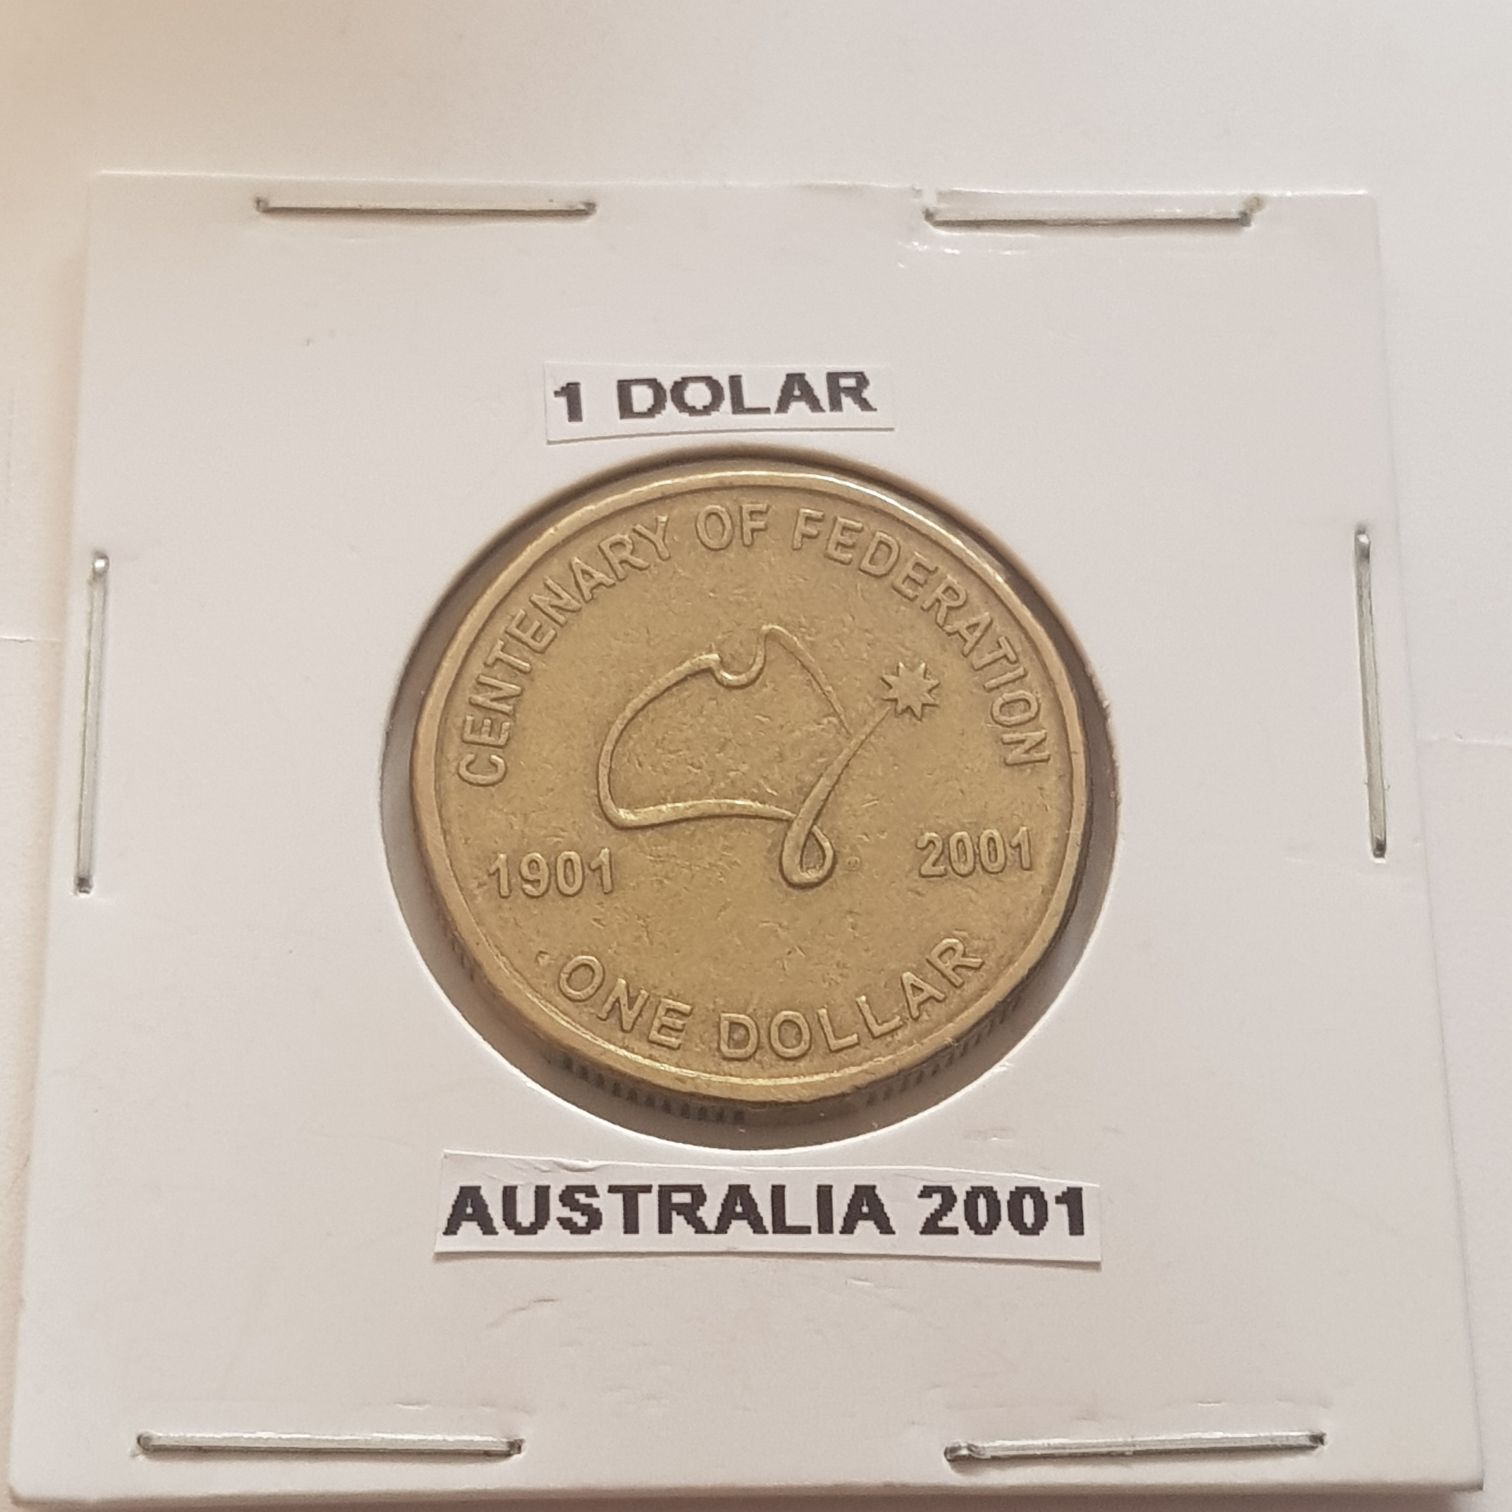 1 DOLAR
CENTENARY OF FEDERATION
1901 2001
ONE DOLLAR
AUSTRALIA 2001